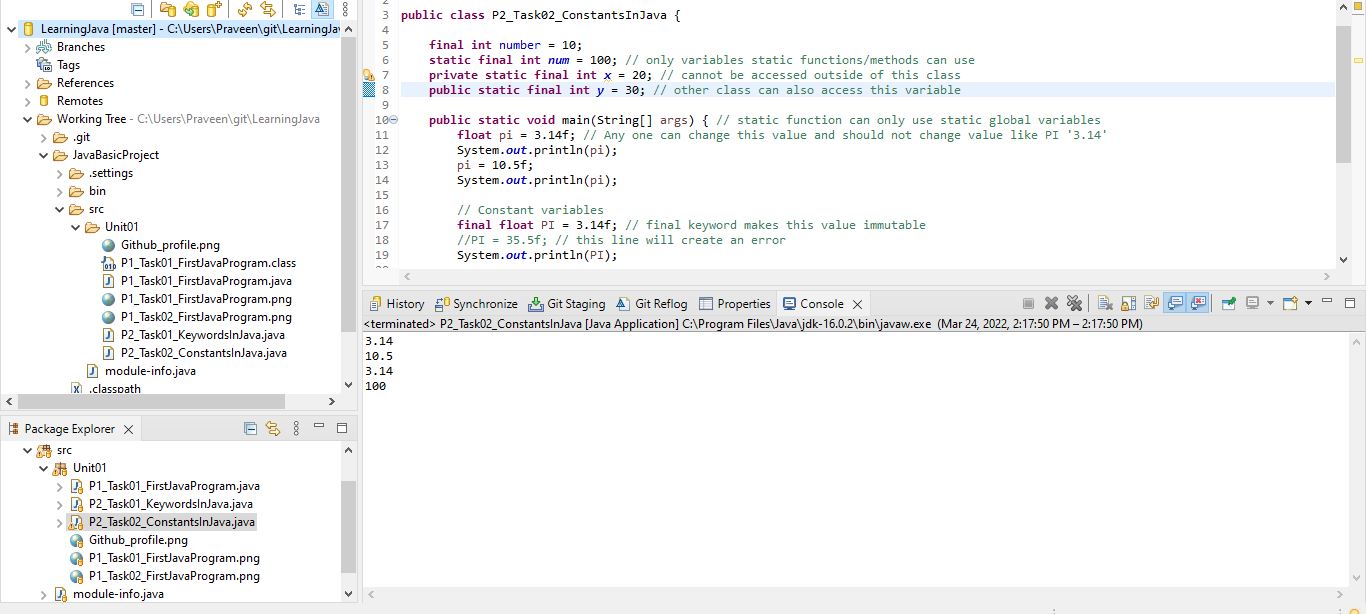 LearningJava [master] - C:\Users\Praveen\git\LearningJav
Branches
Tags
References
Remotes
Working Tree - C:\Users\Praveen\git\LearningJava
.git
JavaBasicProject
.settings
bin
src
Unit01
Github_profile.png
P1_Task01_FirstJavaProgram.class
P1_Task01_FirstJavaProgram.java
P1_Task01_FirstJavaProgram.png
P1_Task02_FirstJavaProgram.png
P2_Task01_KeywordsInJava.java
P2_Task02_ConstantsInJava.java
module-info.java
.classpath
Package Explorer
src
Unit01
P1_Task01_FirstJavaProgram.java
P2_Task01_KeywordsInJava.java
P2_Task02_ConstantsInJava.java
Github_profile.png
P1_Task01_FirstJavaProgram.png
P1_Task02_FirstJavaProgram.png
module-info.java
3 public class P2_Task02_ConstantsInJava {
4
5 final int number = 10;
6 static final int num = 100; // only variables static functions/methods can use
7 private static final int x = 20; // cannot be accessed outside of this class
8 public static final int y = 30; // other class can also access this variable
9
10 public static void main(String[] args) { // static function can only use static global variables
11 float pi = 3.14f; // Any one can change this value and should not change value like PI '3.14'
12 System.out.println(pi);
13 pi = 10.5f;
14 System.out.println(pi);
15
16 // Constant variables
17 final float PI = 3.14f; // final keyword makes this value immutable
18 //PI = 35.5f; // this line will create an error
19 System.out.println(PI);
History Synchronize Git Staging Git Reflog Properties Console
<terminated> P2_Task02_ConstantsInJava [Java Application] C:\Program Files\Java\jdk-16.0.2\bin\javaw.exe (Mar 24, 2022, 2:17:50 PM – 2:17:50 PM)
3.14
10.5
3.14
100